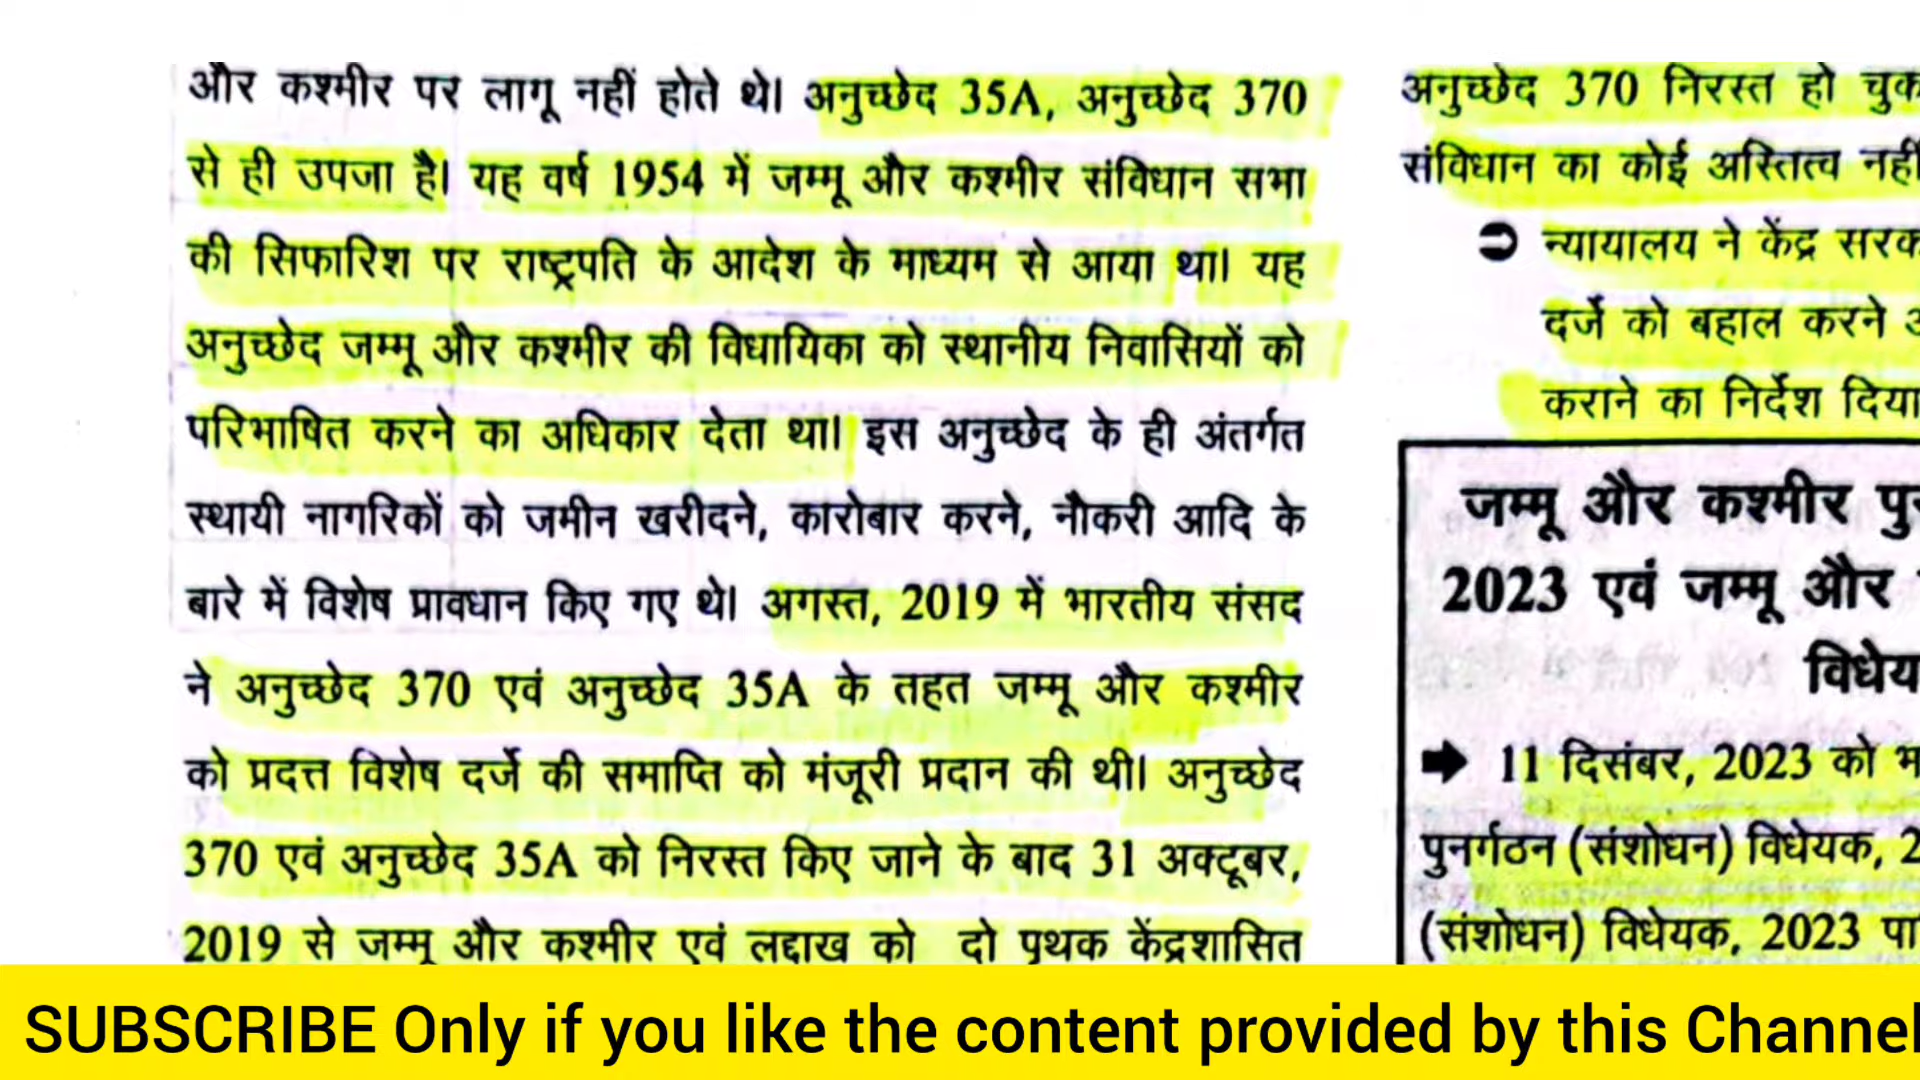 और कश्मीर पर लागू नहीं होते थे। अनुच्छेद 35A, अनुच्छेद 370
से ही उपजा है। यह वर्ष 1954 में जम्मू और कश्मीर संविधान सभा
की सिफारिश पर राष्ट्रपति के आदेश के माध्यम से आया था। यह
अनुच्छेद जम्मू और कश्मीर की विधायिका को स्थानीय निवासियों को
परिभाषित करने का अधिकार देता था। इस अनुच्छेद के ही अंतर्गत
स्थायी नागरिकों को जमीन खरीदने, कारोबार करने, नौकरी आदि के
बारे में विशेष प्रावधान किए गए थे। अगस्त, 2019 में भारतीय संसद
ने अनुच्छेद 370 एवं अनुच्छेद 35A के तहत जम्मू और कश्मीर
को प्रदत्त विशेष दर्जे की समाप्ति को मंजूरी प्रदान की थी। अनुच्छेद
370 एवं अनुच्छेद 35A को निरस्त किए जाने के बाद 31 अक्टूबर,
2019 से जम्मू और कश्मीर एवं लद्दाख को दो पृथक केंद्रशासित
अनुच्छेद 370 निरस्त हो चुक
संविधान का कोई अस्तित्व नहीं
➲ न्यायालय ने केंद्र सरक
दर्जे को बहाल करने
कराने का निर्देश दिया
जम्मू और कश्मीर पु
2023 एवं जम्मू और
विधेय
➡ 11 दिसंबर, 2023 को भ
पुनर्गठन (संशोधन) विधेयक, 2
(संशोधन) विधेयक, 2023 पा
SUBSCRIBE Only if you like the content provided by this Channel